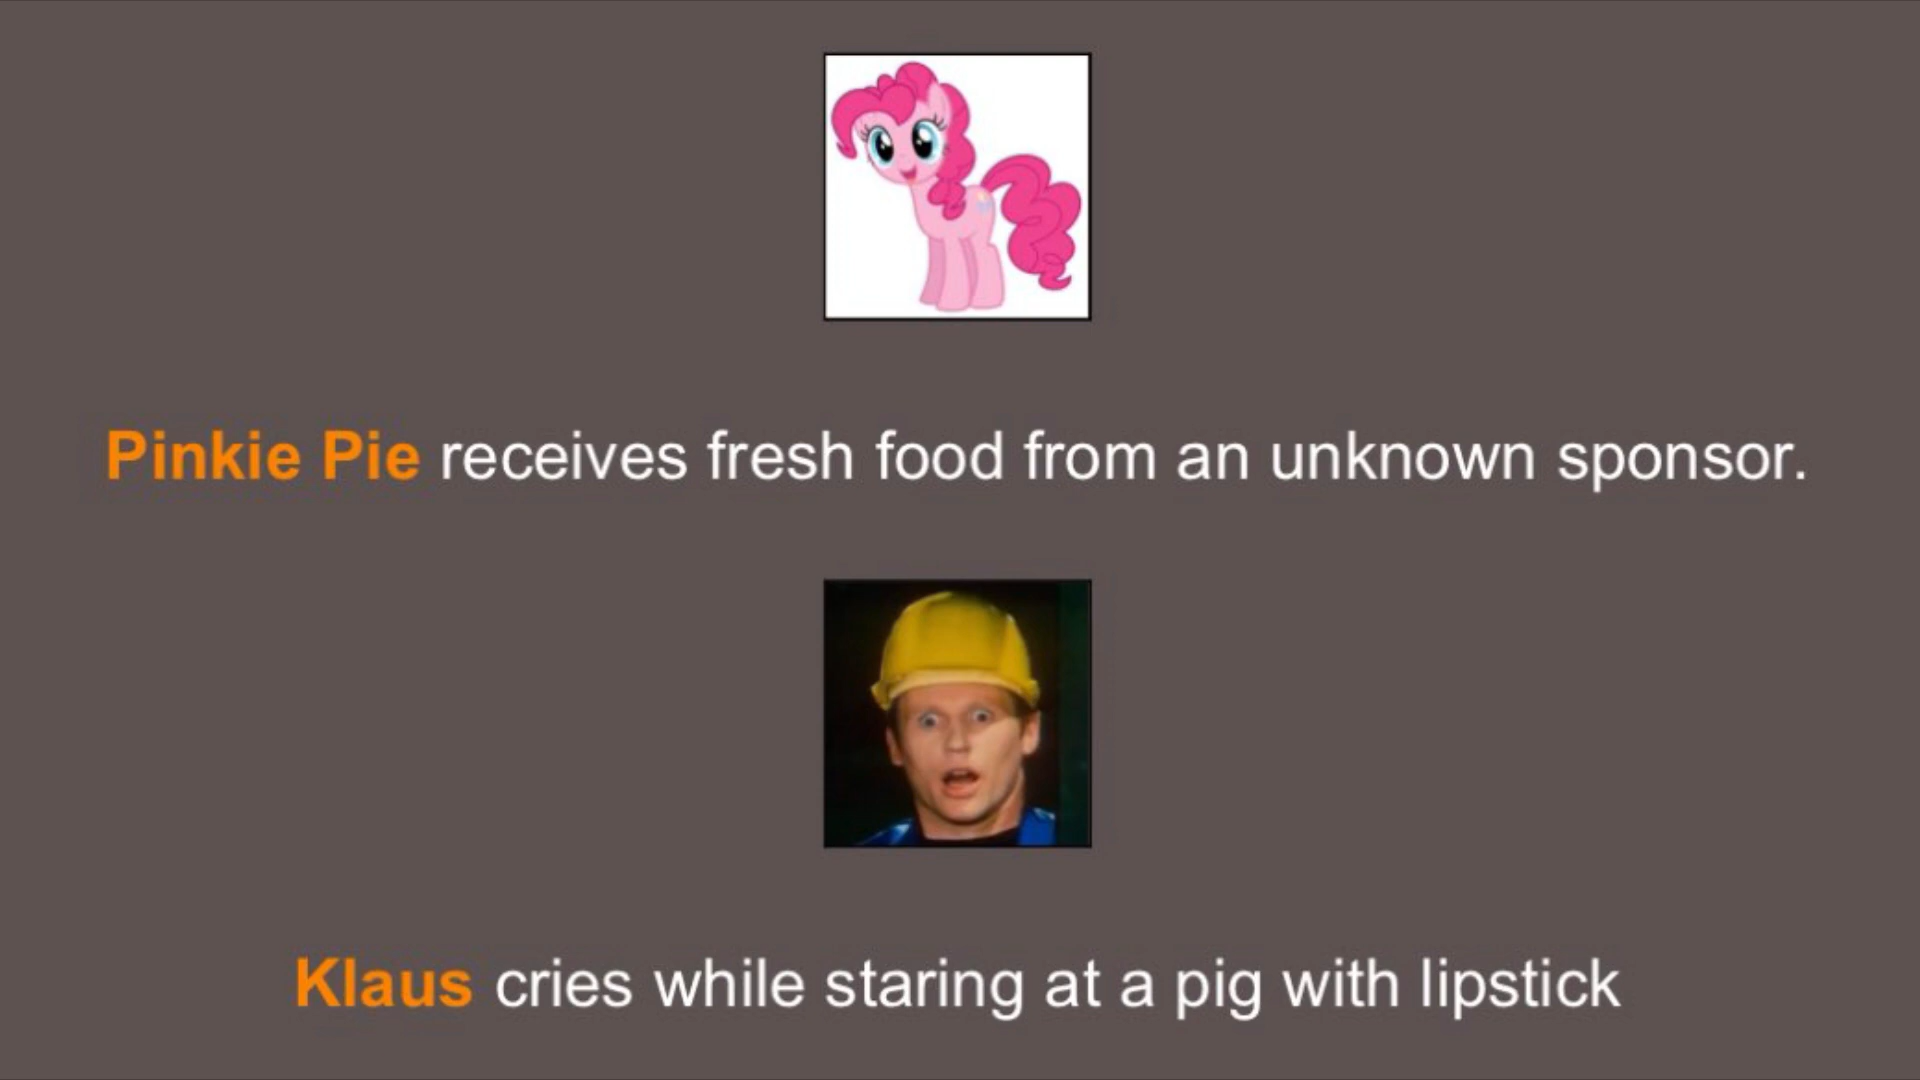 Pinkie Pie receives fresh food from an unknown sponsor.
Klaus cries while staring at a pig with lipstick